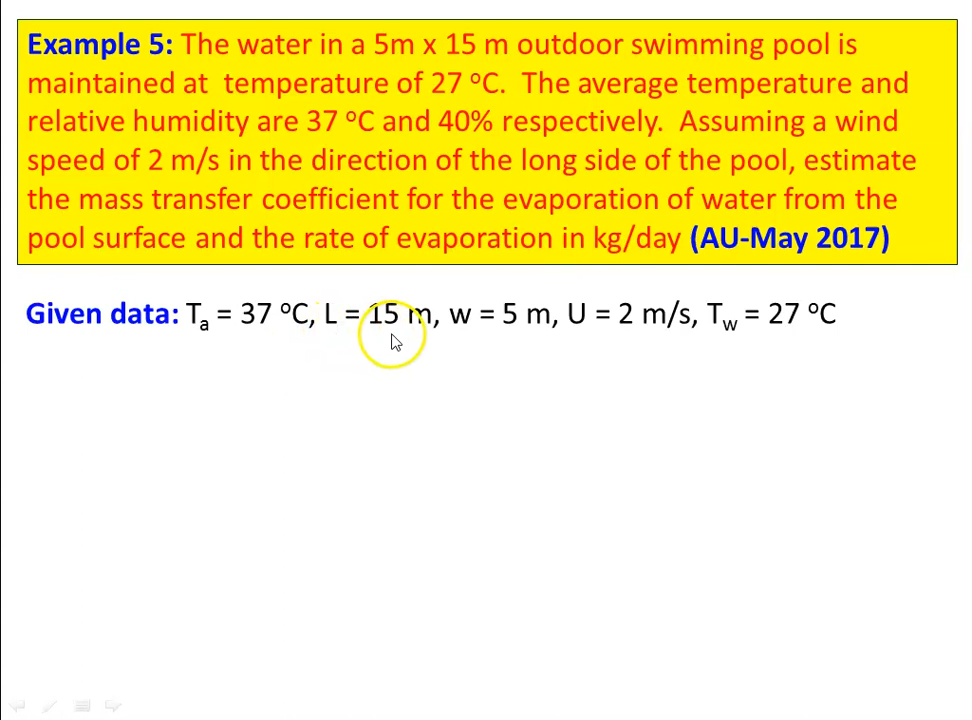 Example 5: The water in a 5m x 15 m outdoor swimming pool is
maintained at temperature of 27 °C. The average temperature and
relative humidity are 37 °C and 40% respectively. Assuming a wind
speed of 2 m/s in the direction of the long side of the pool, estimate
the mass transfer coefficient for the evaporation of water from the
pool surface and the rate of evaporation in kg/day (AU-May 2017)
Given data: Tₐ = 37 °C, L = 15 m, w = 5 m, U = 2 m/s, T_w = 27 °C